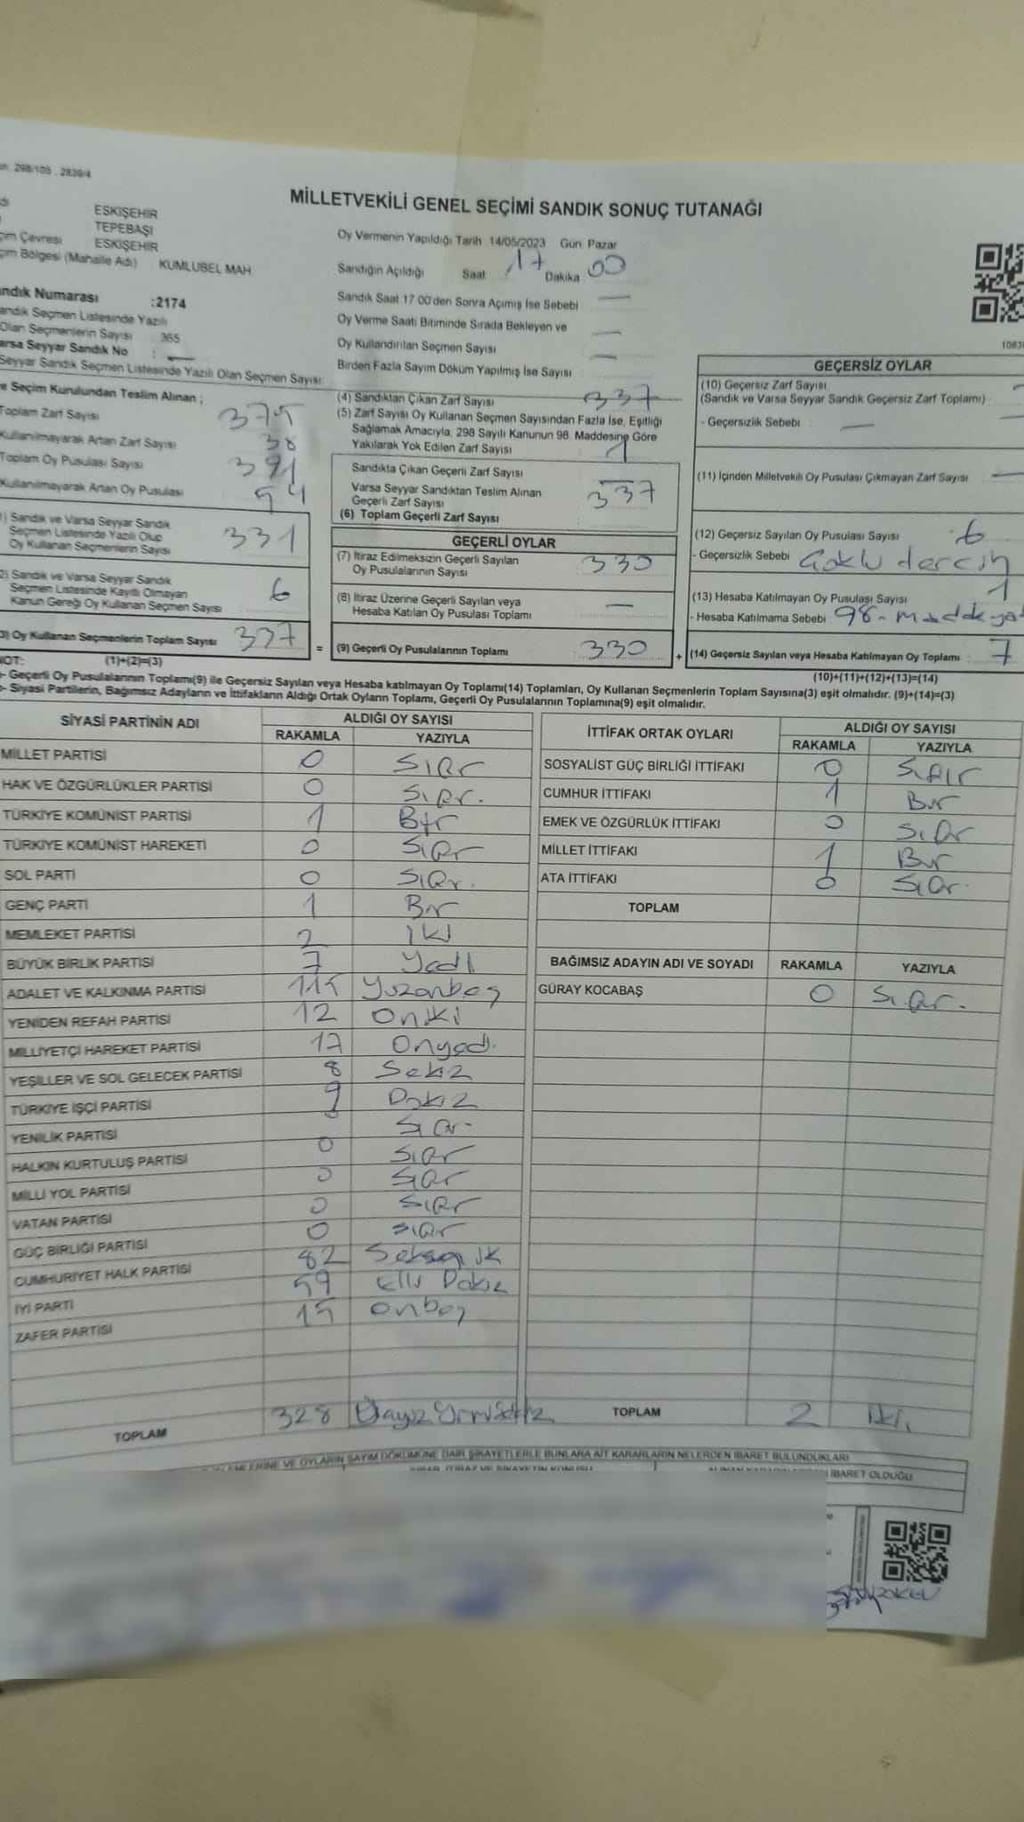 298/105 . 2839/4
MİLLETVEKİLİ GENEL SEÇİMİ SANDIK SONUÇ TUTANAĞI
ESKİŞEHİR
TEPEBAŞI
Çevresi ESKİŞEHİR
Bölgesi (Mahalle Adı) KUMLUBEL MAH
Sandık Numarası :2174
Sandık Seçmen Listesinde Yazılı
Olan Seçmenlerin Sayısı 365
Varsa Seyyar Sandık No : —
Seyyar Sandık Seçmen Listesinde Yazılı Olan Seçmen Sayısı:
Oy Vermenin Yapıldığı Tarih 14/05/2023 Gün Pazar
Sandığın Açıldığı Saat 17 Dakika 00
Sandık Saat 17 00'den Sonra Açımış İse Sebebi —
Oy Verme Saati Bitiminde Sırada Bekleyen ve
Oy Kullandırılan Seçmen Sayısı —
Birden Fazla Sayım Döküm Yapılmış İse Sayısı —
Seçim Kurulundan Teslim Alınan ;
Toplam Zarf Sayısı 375
Kullanılmayarak Artan Zarf Sayısı 38
Toplam Oy Pusulası Sayısı 391
Kullanılmayarak Artan Oy Pusulası 54
1) Sandık ve Varsa Seyyar Sandık
Seçmen Listesinde Yazılı Olup
Oy Kullanan Seçmenlerin Sayısı 331
2) Sandık ve Varsa Seyyar Sandık
Seçmen Listesinde Kayıtlı Olmayan
Kanun Gereği Oy Kullanan Seçmen Sayısı 6
3) Oy Kullanan Seçmenlerin Toplam Sayısı 337
(4) Sandıktan Çıkan Zarf Sayısı 337
(5) Zarf Sayısı Oy Kullanan Seçmen Sayısından Fazla İse, Eşitliği
Sağlamak Amacıyla, 298 Sayılı Kanunun 98. Maddesine Göre
Yakılarak Yok Edilen Zarf Sayısı 1
Sandıkta Çıkan Geçerli Zarf Sayısı
Varsa Seyyar Sandıktan Teslim Alınan
Geçerli Zarf Sayısı
(6) Toplam Geçerli Zarf Sayısı 337
GEÇERLİ OYLAR
(7) İtiraz Edilmeksizin Geçerli Sayılan
Oy Pusulalarının Sayısı 330
(8) İtiraz Üzerine Geçerli Sayılan veya
Hesaba Katılan Oy Pusulası Toplamı —
= (9) Geçerli Oy Pusulalarının Toplamı 330 +
GEÇERSİZ OYLAR
(10) Geçersiz Zarf Sayısı
(Sandık ve Varsa Seyyar Sandık Geçersiz Zarf Toplamı) —
- Geçersizlik Sebebi —
(11) İçinden Milletvekili Oy Pusulası Çıkmayan Zarf Sayısı —
(12) Geçersiz Sayılan Oy Pusulası Sayısı 6
- Geçersizlik Sebebi Çoklu tercih
(13) Hesaba Katılmayan Oy Pusulası Sayısı 1
- Hesaba Katılmama Sebebi 98-madde
(14) Geçersiz Sayılan veya Hesaba Katılmayan Oy Toplamı 7
NOT: (1)+(2)=(3) (10)+(11)+(12)+(13)=(14)
- Geçerli Oy Pusulalarının Toplamı(9) ile Geçersiz Sayılan veya Hesaba katılmayan Oy Toplamı(14) Toplamları, Oy Kullanan Seçmenlerin Toplam Sayısına(3) eşit olmalıdır. (9)+(14)=(3)
- Siyasi Partilerin, Bağımsız Adayların ve İttifakların Aldığı Ortak Oyların Toplamı, Geçerli Oy Pusulalarının Toplamına(9) eşit olmalıdır.
SİYASİ PARTİNİN ADI ALDIĞI OY SAYISI
RAKAMLA YAZIYLA
MİLLET PARTİSİ 0 Sıfır
HAK VE ÖZGÜRLÜKLER PARTİSİ 0 Sıfır.
TÜRKİYE KOMÜNİST PARTİSİ 1 Bir
TÜRKİYE KOMÜNİST HAREKETİ 0 Sıfır
SOL PARTİ 0 Sıfır.
GENÇ PARTİ 1 Bir
MEMLEKET PARTİSİ 2 iki
BÜYÜK BİRLİK PARTİSİ 7 Yedi
ADALET VE KALKINMA PARTİSİ 115 Yüzonbeş
YENİDEN REFAH PARTİSİ 12 Oniki
MİLLİYETÇİ HAREKET PARTİSİ 17 Onyedi
YEŞİLLER VE SOL GELECEK PARTİSİ 8 Sekiz
TÜRKİYE İŞÇİ PARTİSİ 9 Dokuz
YENİLİK PARTİSİ 0 Sıfır
HALKIN KURTULUŞ PARTİSİ 0 Sıfır
MİLLİ YOL PARTİSİ 0 Sıfır
VATAN PARTİSİ 0 Sıfır
GÜÇ BİRLİĞİ PARTİSİ 0 Sıfır
CUMHURİYET HALK PARTİSİ 82 Seksen ik
İYİ PARTİ 59 Elli Dokuz
ZAFER PARTİSİ 15 onbeş
TOPLAM 328
İTTİFAK ORTAK OYLARI ALDIĞI OY SAYISI
RAKAMLA YAZIYLA
SOSYALİST GÜÇ BİRLİĞİ İTTİFAKI 0 Sıfır
CUMHUR İTTİFAKI 1 Bir
EMEK VE ÖZGÜRLÜK İTTİFAKI 0 Sıfır
MİLLET İTTİFAKI 1 Bir
ATA İTTİFAKI 0 Sıfır.
TOPLAM
BAĞIMSIZ ADAYIN ADI VE SOYADI RAKAMLA YAZIYLA
GÜRAY KOCABAŞ 0 Sıfır.
TOPLAM 2 iki
VE OYLARIN SAYIM DÖKÜMÜNE DAİR ŞİKAYETLERLE BUNLARA AİT KARARLARIN NELERDEN İBARET BULUNDUKLARI
İBARET OLDUĞU